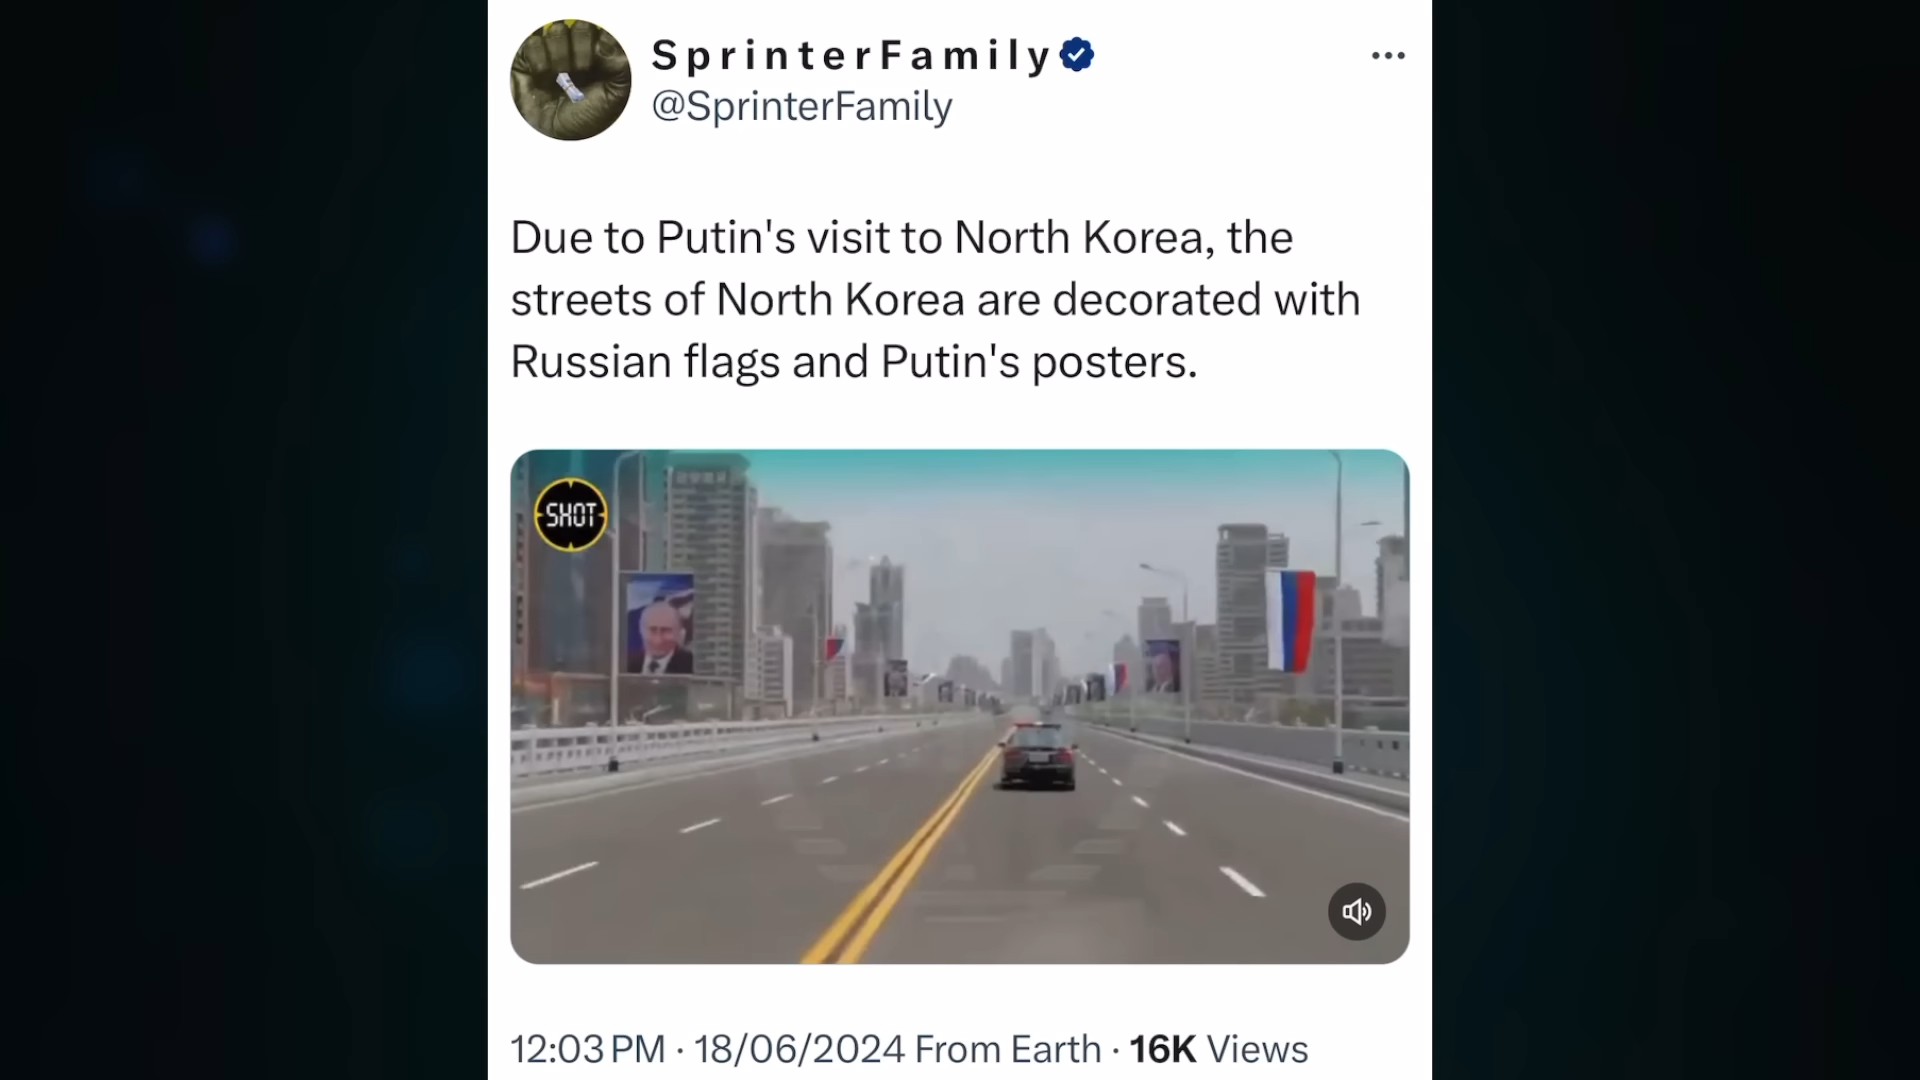 SprinterFamily
@SprinterFamily
Due to Putin's visit to North Korea, the
streets of North Korea are decorated with
Russian flags and Putin's posters.
SHOT
12:03 PM · 18/06/2024 From Earth · 16K Views